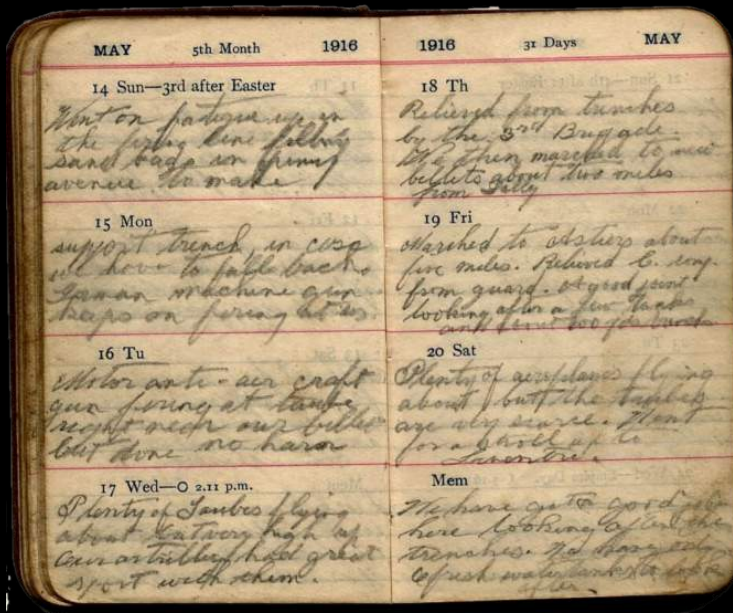 MAY 5th Month 1916
14 Sun—3rd after Easter
Went on fatigue up in
the firing line filling
sand bags in
avenue to make
15 Mon
support trench, in case
we have to fall back.
German machine gun
keeps on firing at us.
16 Tu
Motor anti-air craft
gun firing at taube
right near our billet
but done no harm
17 Wed—O 2.11 p.m.
Plenty of Taubes flying
about but very high up
Our artillery had great
sport with them.
1916 31 Days MAY
18 Th
Relieved from trenches
by the 3rd Brigade.
We then marched to new
billets about two miles
from
19 Fri
Marched to about
five miles. Relieved C. coy.
from guard. A good joint
looking after a few tanks
and
20 Sat
Plenty of aeroplanes flying
about, but the taubes
are very scarce. Went
for a stroll up to
Laventie.
Mem
We have got a good job
here looking after the
trenches. We have only
6 fresh water tanks to look
after.